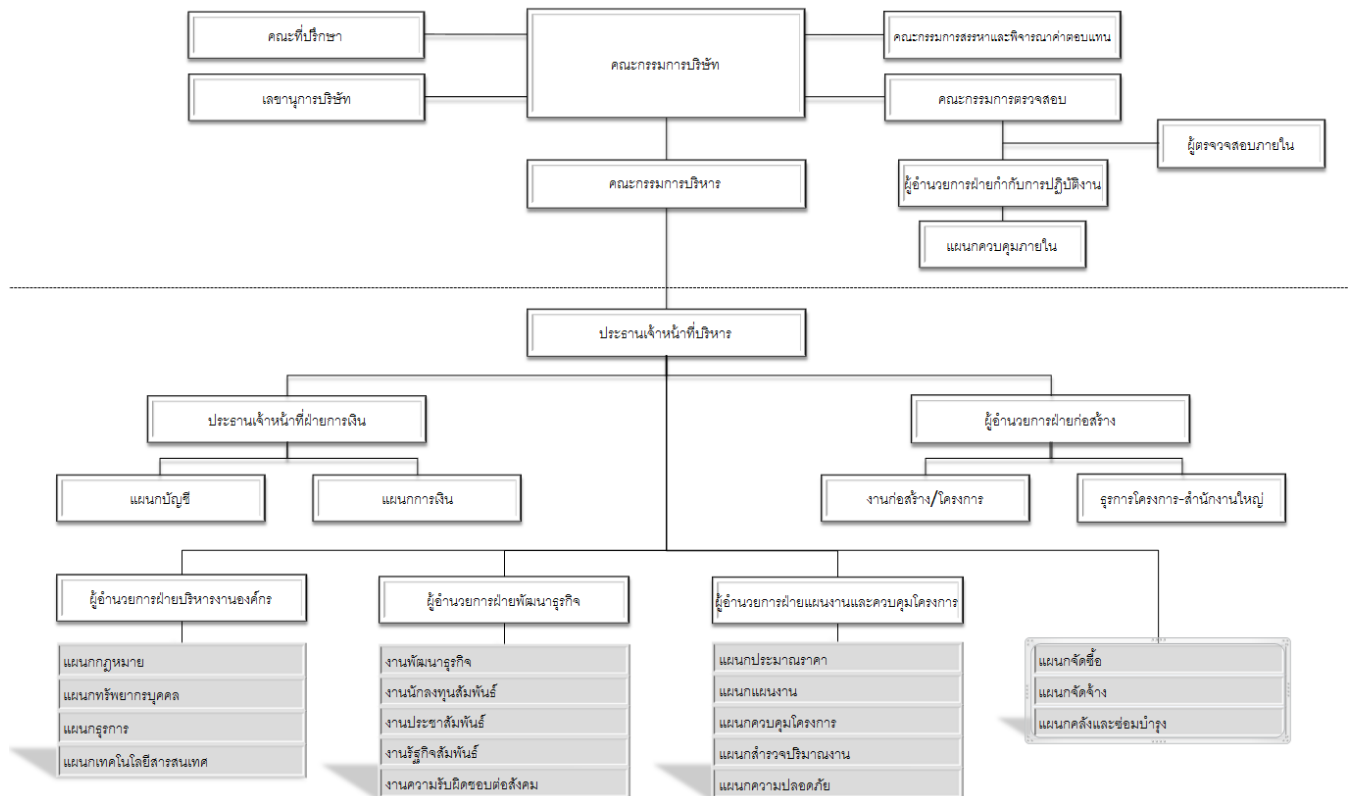 คณะที่ปรึกษา
คณะกรรมการบริษัท
คณะกรรมการสรรหาและพิจารณาค่าตอบแทน
เลขานุการบริษัท
คณะกรรมการตรวจสอบ
ผู้ตรจวจสอบภายใน
คณะกรรมการบริหาร
ผู้อำนวยการฝ่ายกำกับการปฏิบัติงาน
แผนกควบคุมภายใน
ประธานเจ้าหน้าที่บริหาร
ประธานเจ้าหน้าที่ฝ่ายการเงิน
ผู้อำนวยการฝ่ายก่อสร้าง
แผนกบัญชี
แผนกการเงิน
งานก่อสร้าง/โครงการ
ธุรการโครงการ-สำนักงานใหญ่
ผู้อำนวยการฝ่ายบริหารงานองค์กร
แผนกกฎหมาย
แผนกทรัพยากรบุคคล
แผนกธุรการ
แผนกเทคโนโลยีสารสนเทศ
ผู้อำนวยการฝ่ายพัฒนาธุรกิจ
งานพัฒนาธุรกิจ
งานนักลงทุนสัมพันธ์
งานประชาสัมพันธ์
งานรัฐกิจสัมพันธ์
งานความรับผิดชอบต่อสังคม
ผู้อำนวยการฝ่ายแผนงานและควบคุมโครงการ
แผนกประมาณราคา
แผนกแผนงาน
แผนกควบคุมโครงการ
แผนกสำรวจปริมาณงาน
แผนกความปลอดภัย
แผนกจัดซื้อ
แผนกจัดจ้าง
แผนกคลังและซ่อมบำรุง